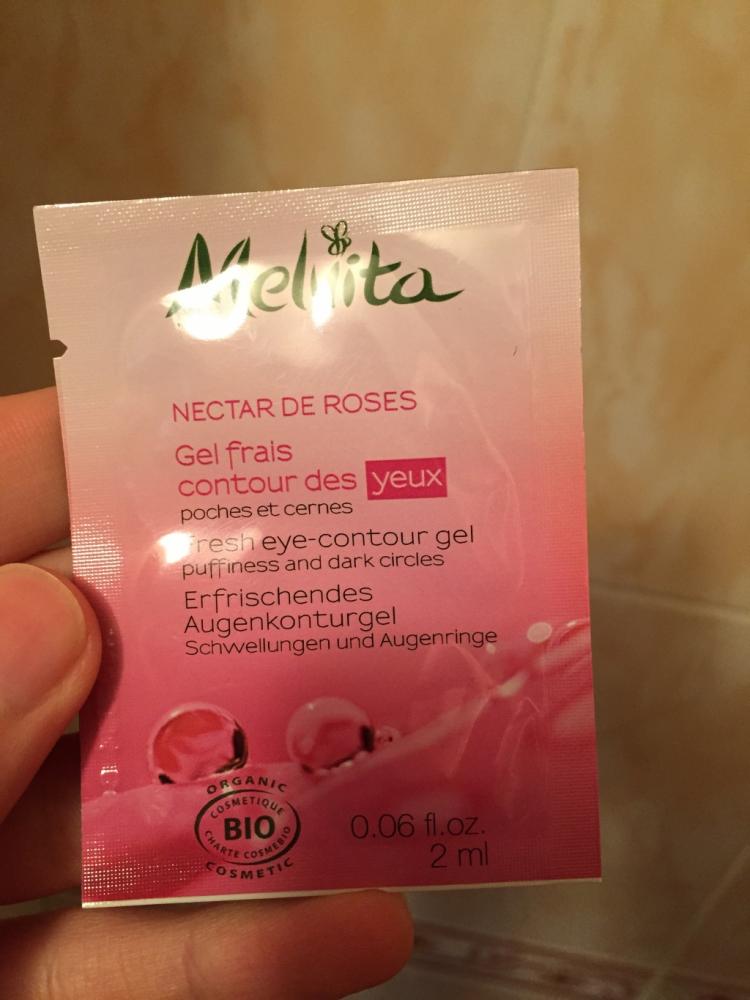 Melvita
NECTAR DE ROSES
Gel frais
contour des yeux
poches et cernes
Fresh eye-contour gel
puffiness and dark circles
Erfrischendes
Augenkonturgel
Schwellungen und Augenringe
ORGANIC
COSMETIQUE
BIO
CHARTE COSMEBIO
COSMETIC
0.06 fl.oz.
2 ml